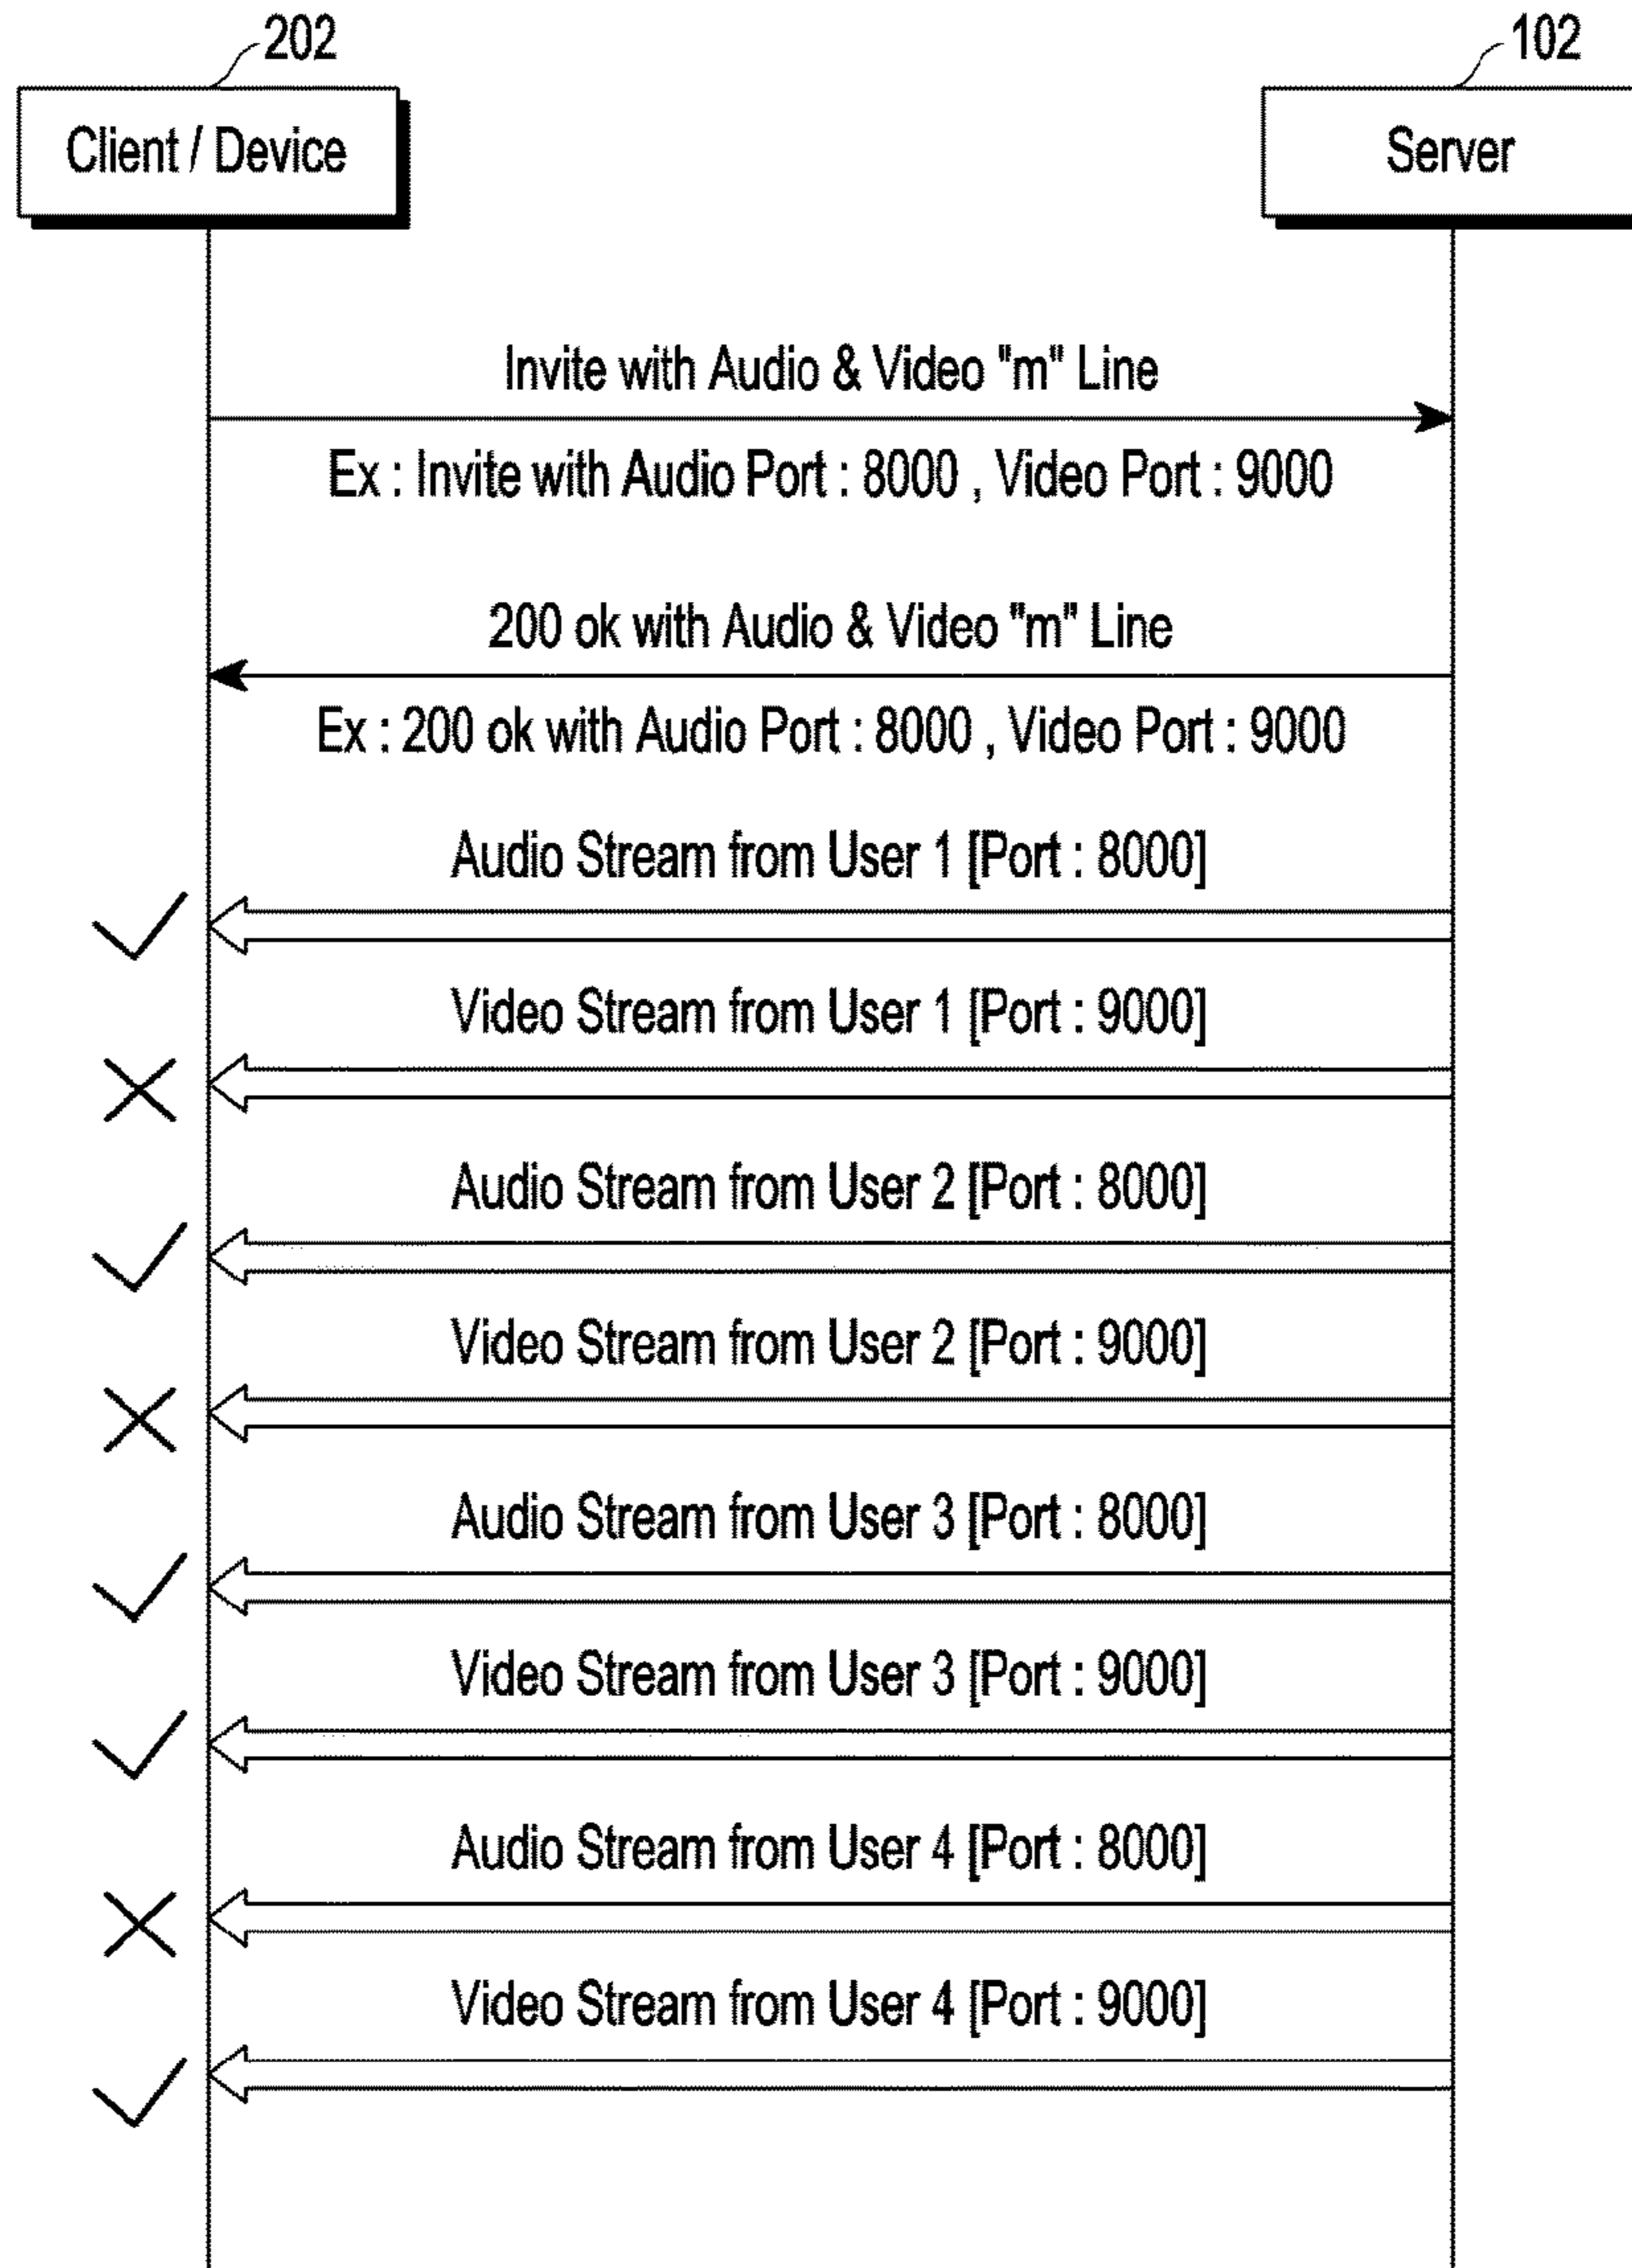 202
102
Client / Device
Server
Invite with Audio & Video "m" Line
Ex : Invite with Audio Port : 8000 , Video Port : 9000
200 ok with Audio & Video "m" Line
Ex : 200 ok with Audio Port : 8000 , Video Port : 9000
Audio Stream from User 1 [Port : 8000]
Video Stream from User 1 [Port : 9000]
Audio Stream from User 2 [Port : 8000]
Video Stream from User 2 [Port : 9000]
Audio Stream from User 3 [Port : 8000]
Video Stream from User 3 [Port : 9000]
Audio Stream from User 4 [Port : 8000]
Video Stream from User 4 [Port : 9000]